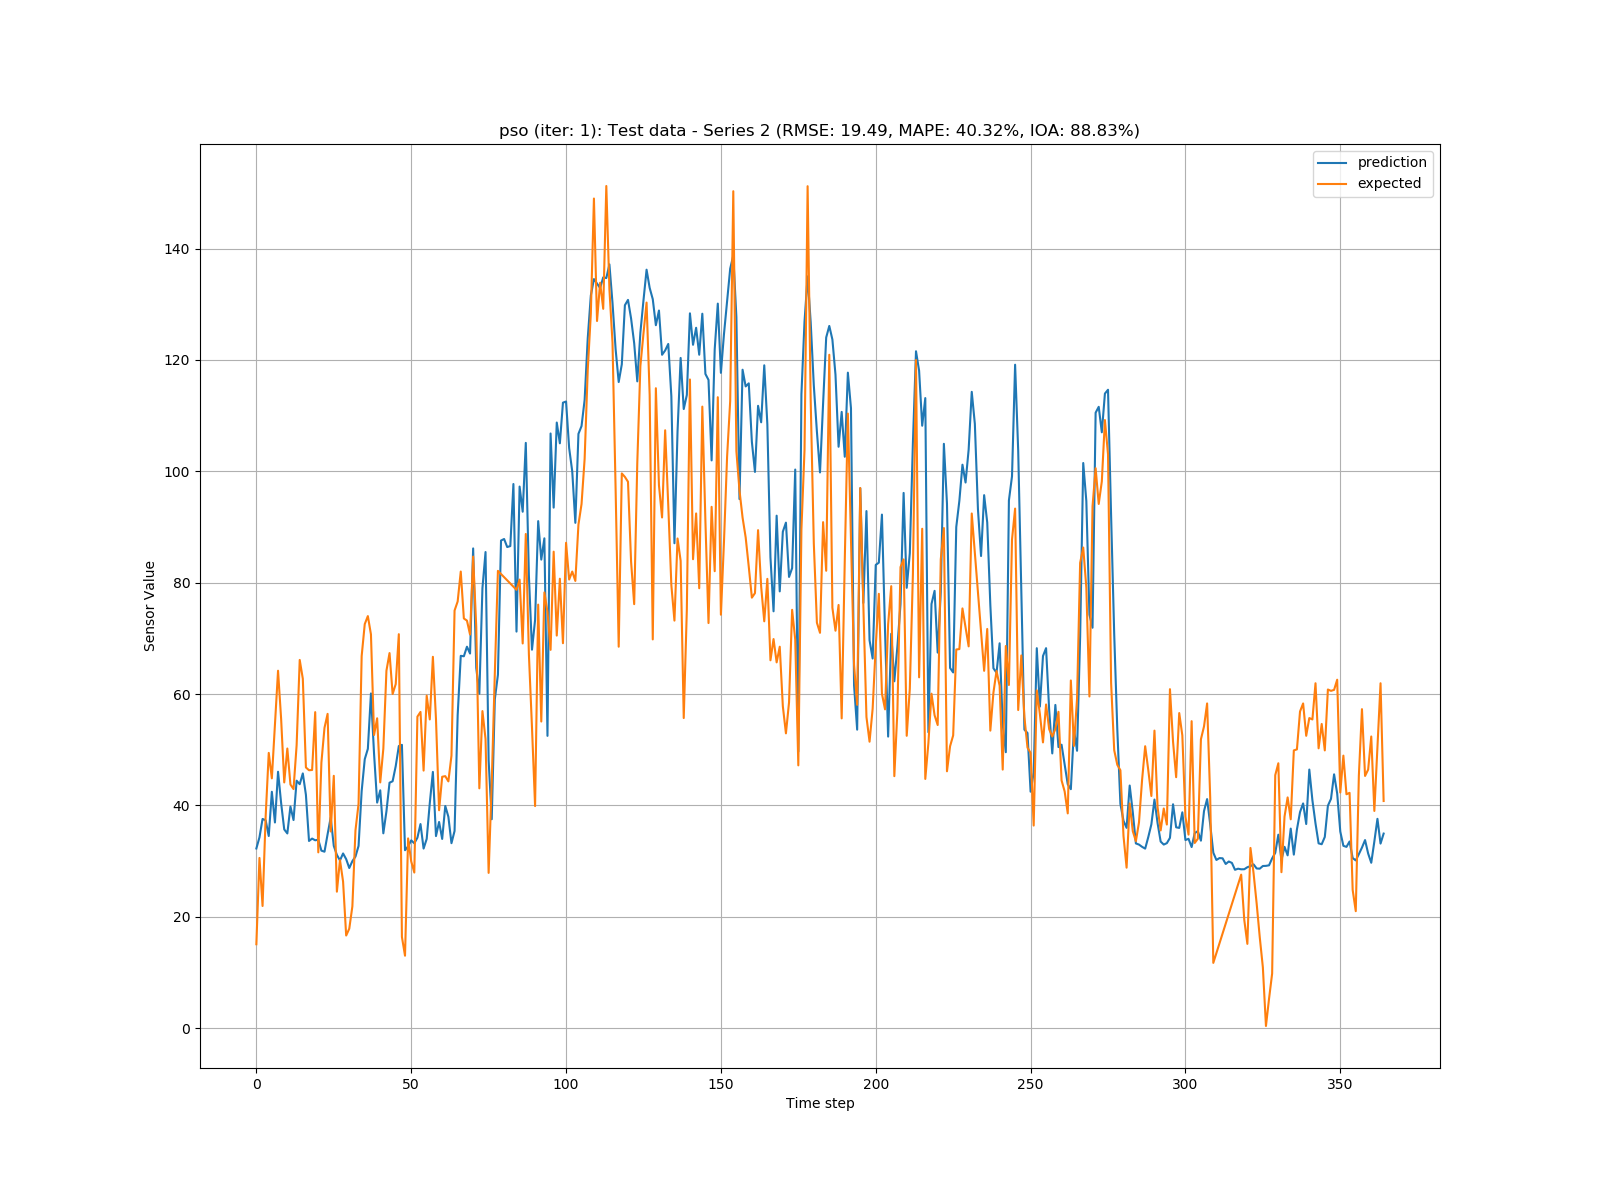 pso (iter: 1): Test data - Series 2 (RMSE: 19.49, MAPE: 40.32%, IOA: 88.83%)
prediction
expected
140
120
100
80
60
40
20
0
Sensor Value
0 50 100 150 200 250 300 350
Time step